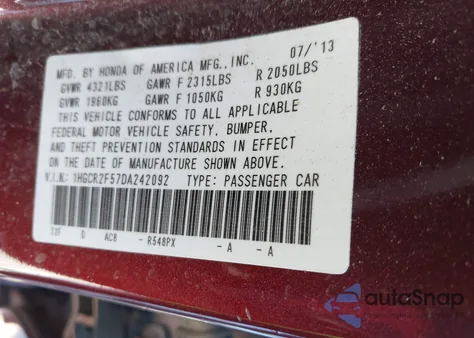 MFD. BY HONDA OF AMERICA MFG., INC. 07/'13
GVWR 4321LBS GAWR F 2315LBS R 2050LBS
GVWR 1960KG GAWR F 1050KG R 930KG
THIS VEHICLE CONFORMS TO ALL APPLICABLE
FEDERAL MOTOR VEHICLE SAFETY, BUMPER,
AND THEFT PREVENTION STANDARDS IN EFFECT
ON THE DATE OF MANUFACTURE SHOWN ABOVE.
V.I.N.: 1HGCR2F57DA242092 TYPE: PASSENGER CAR
D AC8 - R548PX - A - A
autoSnap